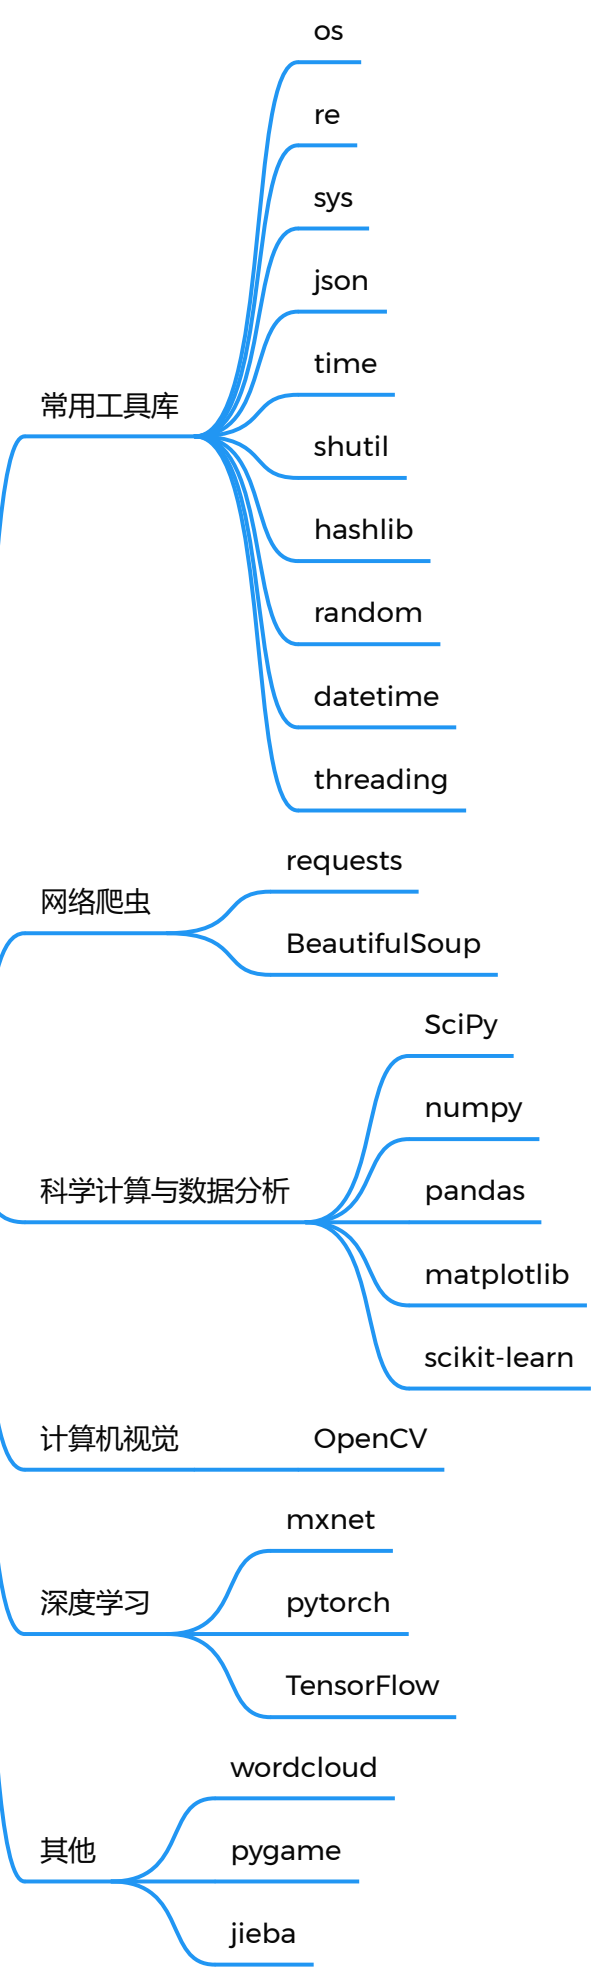 常用工具库
os
re
sys
json
time
shutil
hashlib
random
datetime
threading
网络爬虫
requests
BeautifulSoup
科学计算与数据分析
SciPy
numpy
pandas
matplotlib
scikit-learn
计算机视觉
OpenCV
深度学习
mxnet
pytorch
TensorFlow
其他
wordcloud
pygame
jieba